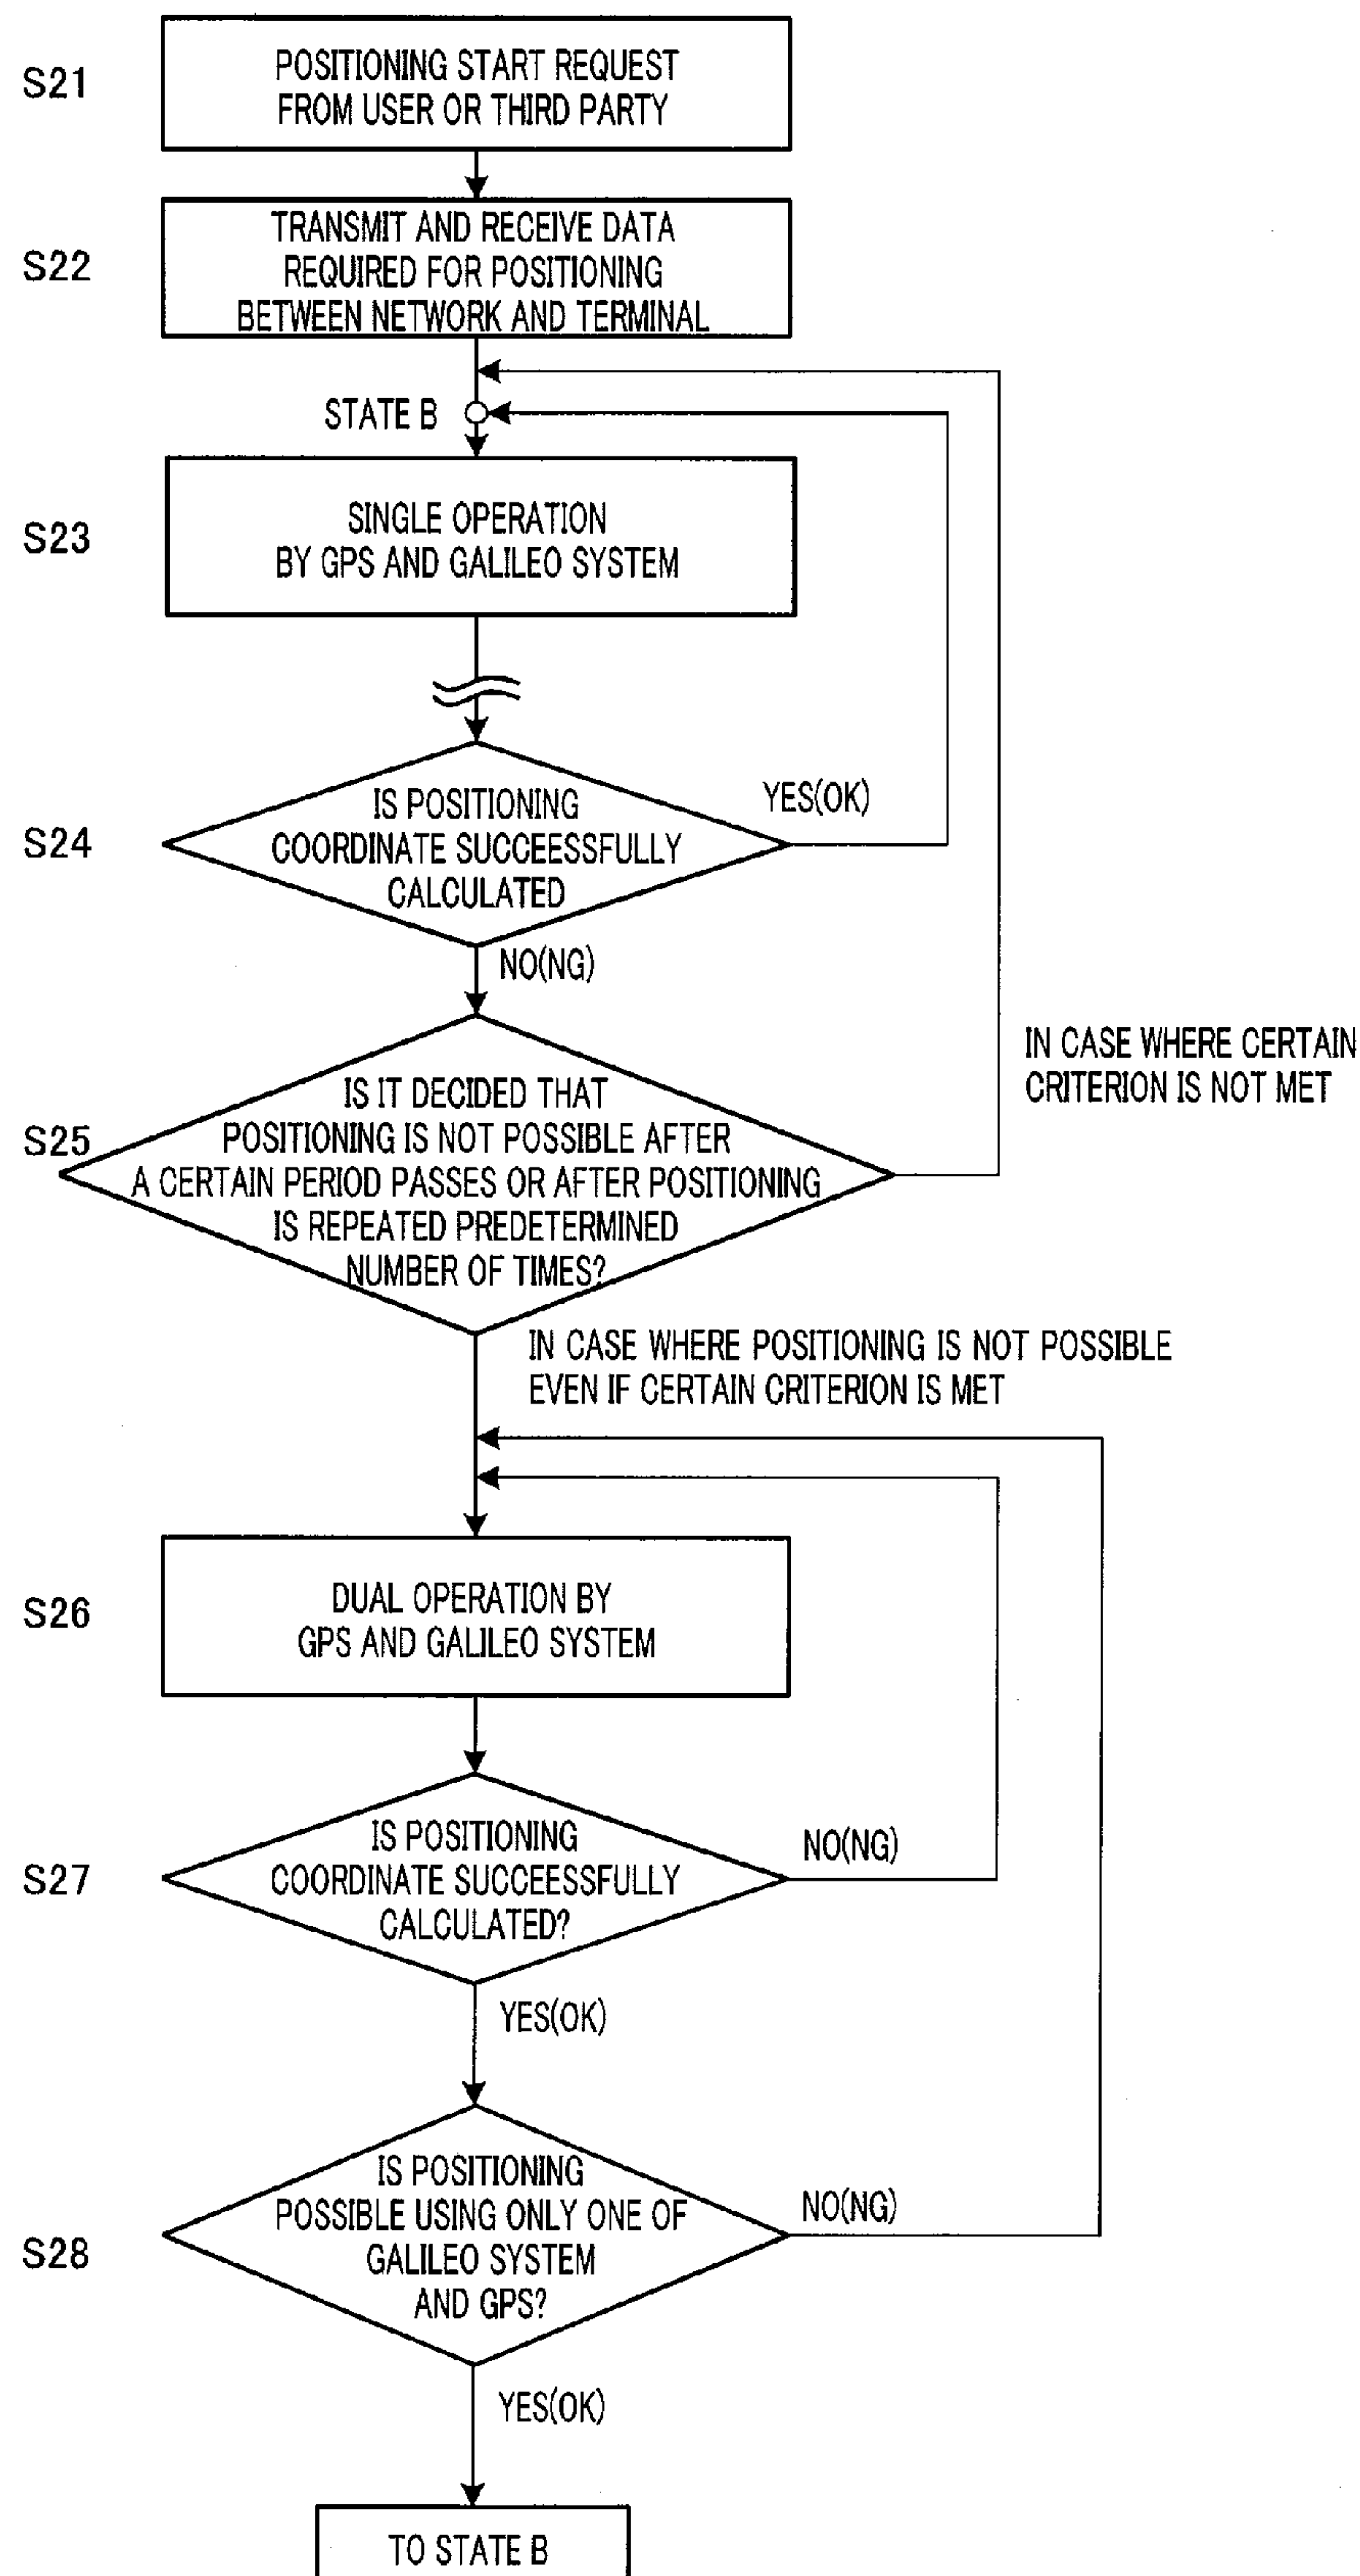 S21
POSITIONING START REQUEST
FROM USER OR THIRD PARTY
S22
TRANSMIT AND RECEIVE DATA
REQUIRED FOR POSITIONING
BETWEEN NETWORK AND TERMINAL
STATE B
S23
SINGLE OPERATION
BY GPS AND GALILEO SYSTEM
S24
IS POSITIONING
COORDINATE SUCCEESSFULLY
CALCULATED
YES(OK)
NO(NG)
S25
IS IT DECIDED THAT
POSITIONING IS NOT POSSIBLE AFTER
A CERTAIN PERIOD PASSES OR AFTER POSITIONING
IS REPEATED PREDETERMINED
NUMBER OF TIMES?
IN CASE WHERE CERTAIN
CRITERION IS NOT MET
IN CASE WHERE POSITIONING IS NOT POSSIBLE
EVEN IF CERTAIN CRITERION IS MET
S26
DUAL OPERATION BY
GPS AND GALILEO SYSTEM
S27
IS POSITIONING
COORDINATE SUCCEESSFULLY
CALCULATED?
NO(NG)
YES(OK)
S28
IS POSITIONING
POSSIBLE USING ONLY ONE OF
GALILEO SYSTEM
AND GPS?
NO(NG)
YES(OK)
TO STATE B